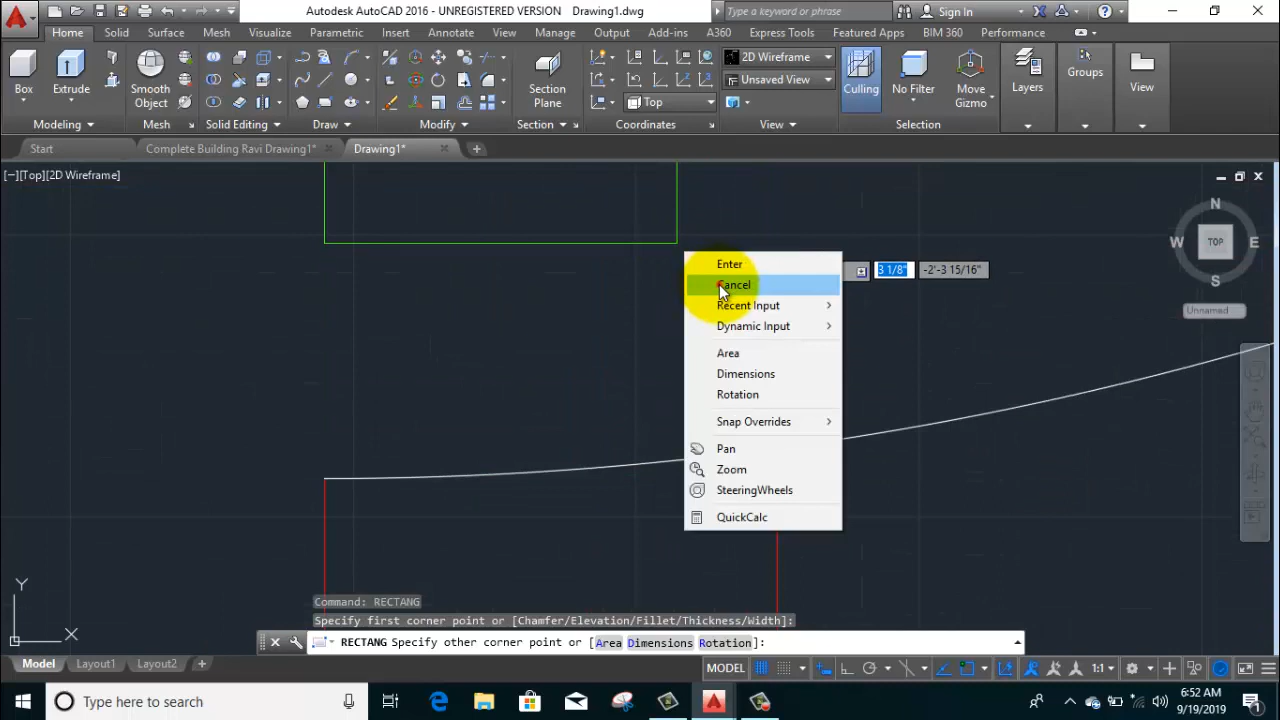 Autodesk AutoCAD 2016 - UNREGISTERED VERSION Drawing1.dwg
Type a keyword or phrase
Sign In
Home Solid Surface Mesh Visualize Parametric Insert Annotate View Manage Output Add-ins A360 Express Tools Featured Apps BIM 360 Performance
2D Wireframe
Unsaved View
Top
Box Extrude Smooth Object Section Plane Culling No Filter Move Gizmo Layers Groups View
Modeling Mesh Solid Editing Draw Modify Section Coordinates View Selection
Start Complete Building Ravi Drawing1* Drawing1*
[−][Top][2D Wireframe]
N
W TOP E
S
Unnamed
Enter
3 1/8" -2'-3 15/16"
Cancel
Recent Input
Dynamic Input
Area
Dimensions
Rotation
Snap Overrides
Pan
Zoom
SteeringWheels
QuickCalc
Y
X
Command: RECTANG
Specify first corner point or [Chamfer/Elevation/Fillet/Thickness/Width]:
RECTANG Specify other corner point or [Area Dimensions Rotation]:
Model Layout1 Layout2 MODEL 1:1
Type here to search
6:52 AM
9/19/2019